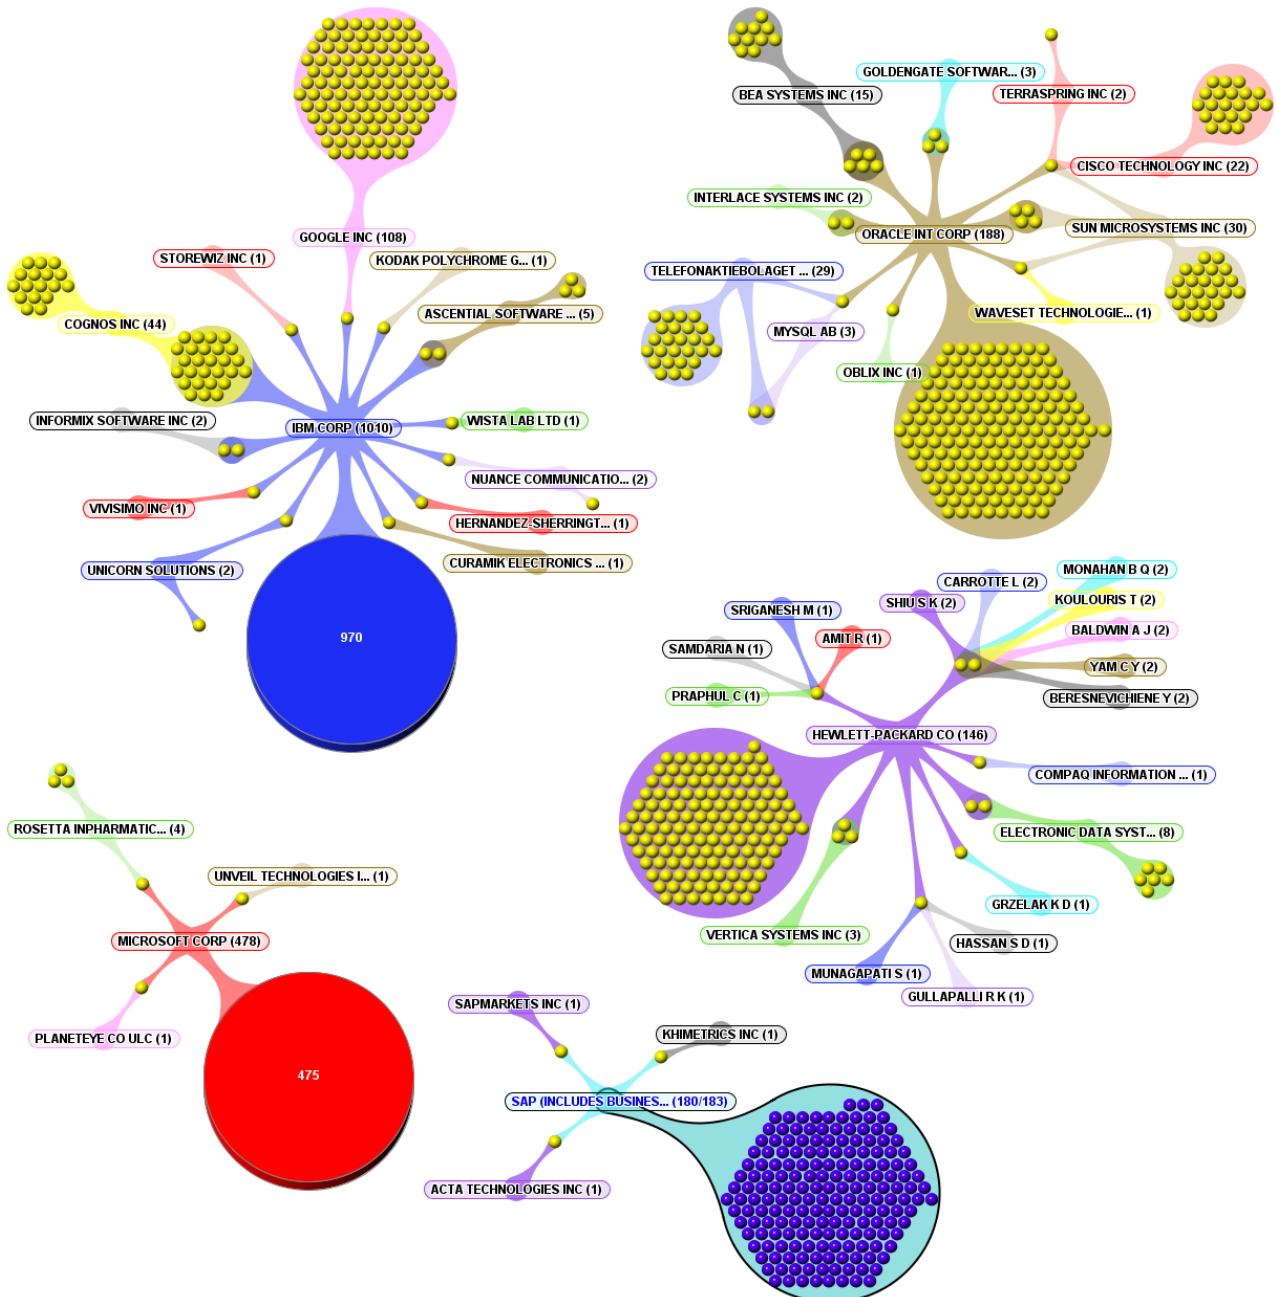 GOLDENGATE SOFTWAR... (3)
BEA SYSTEMS INC (15)
TERRASPRING INC (2)
CISCO TECHNOLOGY INC (22)
INTERLACE SYSTEMS INC (2)
ORACLE INT CORP (188)
SUN MICROSYSTEMS INC (30)
TELEFONAKTIEBOLAGET ... (29)
WAVESET TECHNOLOGIE... (1)
MYSQL AB (3)
OBLIX INC (1)
GOOGLE INC (108)
STOREWIZ INC (1)
KODAK POLYCHROME G... (1)
ASCENTIAL SOFTWARE ... (5)
COGNOS INC (44)
INFORMIX SOFTWARE INC (2)
IBM CORP (1010)
WISTA LAB LTD (1)
NUANCE COMMUNICATIO... (2)
VIVISIMO INC (1)
HERNANDEZ-SHERRINGT... (1)
CURAMIK ELECTRONICS ... (1)
UNICORN SOLUTIONS (2)
970
MONAHAN B Q (2)
CARROTTE L (2)
KOULOURIS T (2)
SHIU S K (2)
SRIGANESH M (1)
BALDWIN A J (2)
AMIT R (1)
SAMDARIA N (1)
YAM C Y (2)
PRAPHUL C (1)
BERESNEVICHIENE Y (2)
HEWLETT-PACKARD CO (146)
COMPAQ INFORMATION ... (1)
ELECTRONIC DATA SYST... (8)
GRZELAK K D (1)
VERTICA SYSTEMS INC (3)
HASSAN S D (1)
MUNAGAPATI S (1)
GULLAPALLI R K (1)
ROSETTA INPHARMATIC... (4)
UNVEIL TECHNOLOGIES I... (1)
MICROSOFT CORP (478)
PLANETEYE CO ULC (1)
475
SAPMARKETS INC (1)
KHIMETRICS INC (1)
SAP (INCLUDES BUSINES... (180/183)
ACTA TECHNOLOGIES INC (1)